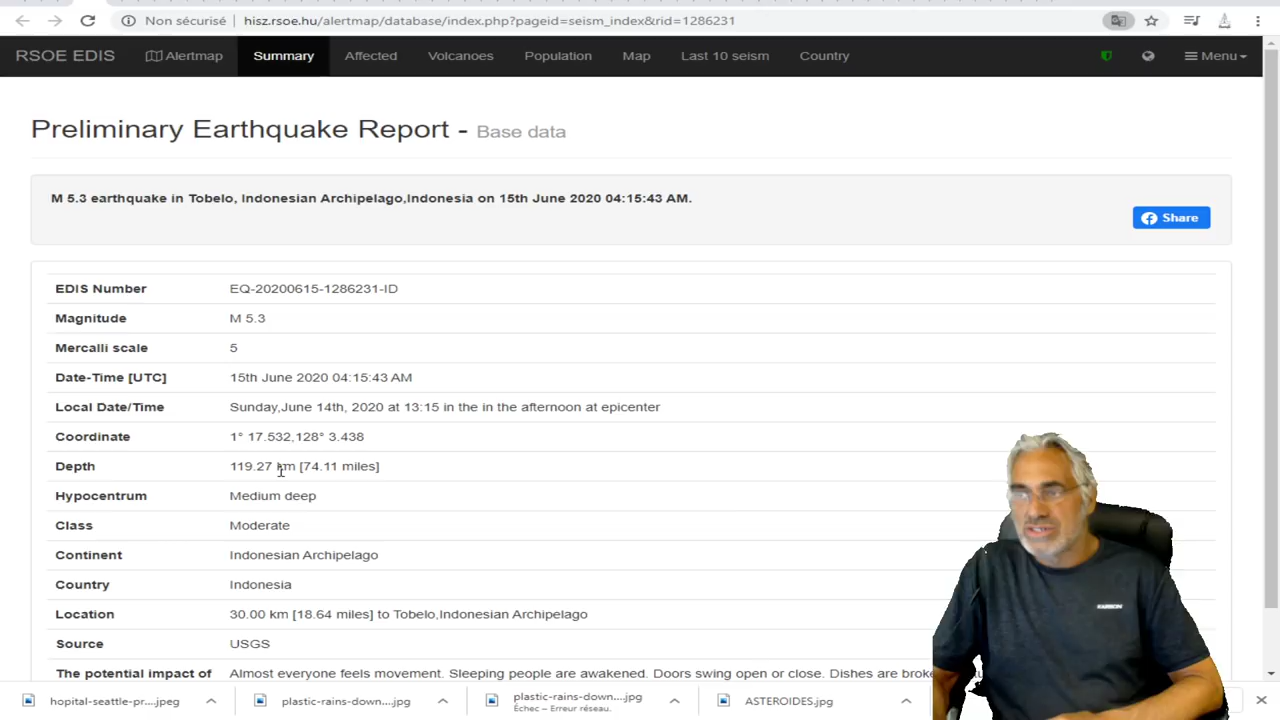 Non sécurisé hisz.rsoe.hu/alertmap/database/index.php?pageid=seism_index&rid=1286231
RSOE EDIS Alertmap Summary Affected Volcanoes Population Map Last 10 seism Country Menu
Preliminary Earthquake Report - Base data
M 5.3 earthquake in Tobelo, Indonesian Archipelago,Indonesia on 15th June 2020 04:15:43 AM.
Share
EDIS Number EQ-20200615-1286231-ID
Magnitude M 5.3
Mercalli scale 5
Date-Time [UTC] 15th June 2020 04:15:43 AM
Local Date/Time Sunday,June 14th, 2020 at 13:15 in the in the afternoon at epicenter
Coordinate 1° 17.532,128° 3.438
Depth 119.27 km [74.11 miles]
Hypocentrum Medium deep
Class Moderate
Continent Indonesian Archipelago
Country Indonesia
Location 30.00 km [18.64 miles] to Tobelo,Indonesian Archipelago
Source USGS
The potential impact of Almost everyone feels movement. Sleeping people are awakened. Doors swing open or close. Dishes are
hopital-seattle-pr....jpeg plastic-rains-down....jpg plastic-rains-down....jpg ASTEROIDES.jpg
Échec – Erreur réseau.